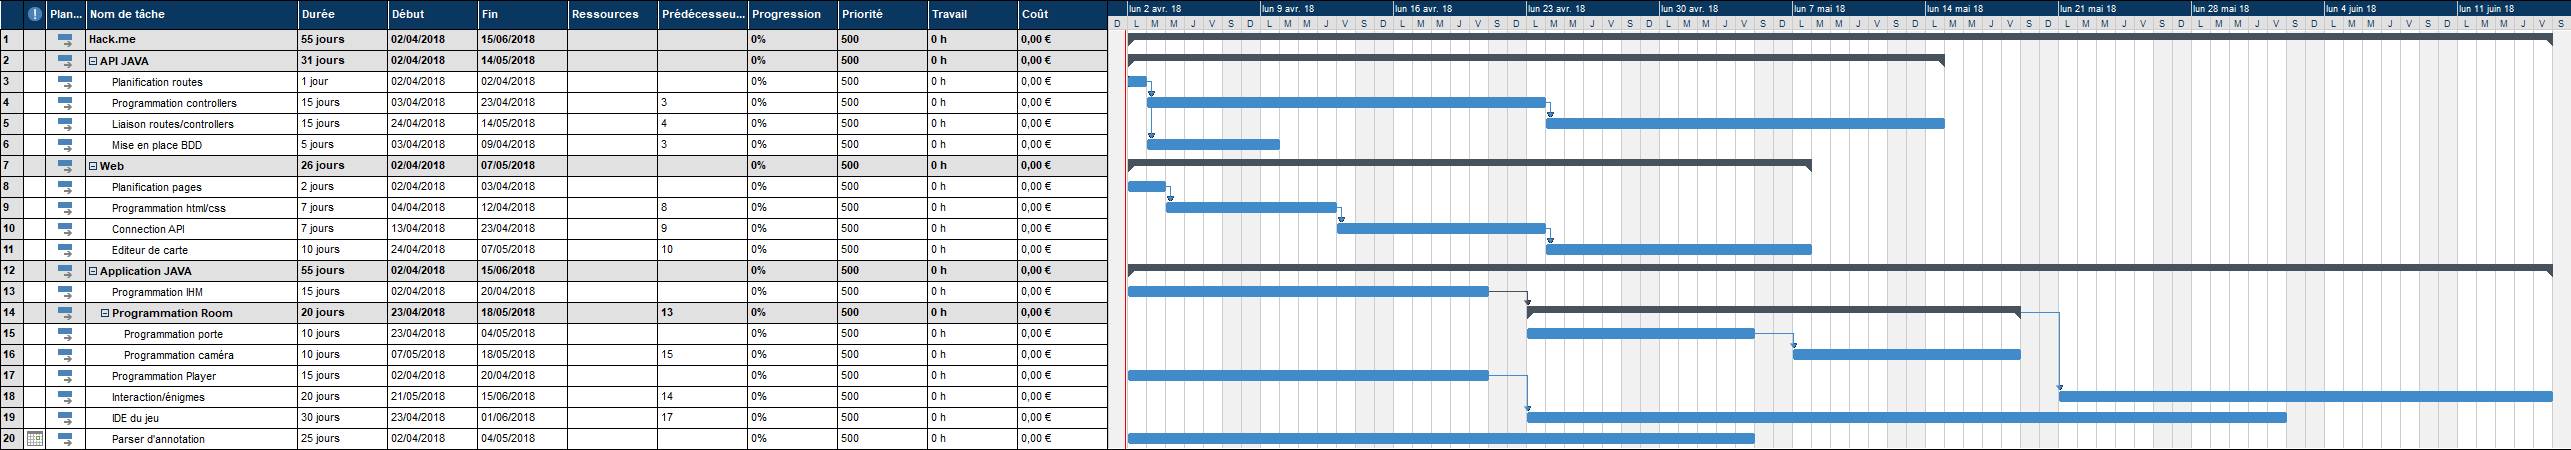 Plan... Nom de tâche Durée Début Fin Ressources Prédécesseu... Progression Priorité Travail Coût lun 2 avr. 18 lun 9 avr. 18 lun 16 avr. 18 lun 23 avr. 18 lun 30 avr. 18 lun 7 mai 18 lun 14 mai 18 lun 21 mai 18 lun 28 mai 18 lun 4 juin 18 lun 11 juin 18
D L M M J V S D L M M J V S D L M M J V S D L M M J V S D L M M J V S D L M M J V S D L M M J V S D L M M J V S D L M M J V S D L M M J V S D L M M J V S
1 Hack.me 55 jours 02/04/2018 15/06/2018 0% 500 0 h 0,00 €
2 API JAVA 31 jours 02/04/2018 14/05/2018 0% 500 0 h 0,00 €
3 Planification routes 1 jour 02/04/2018 02/04/2018 0% 500 0 h 0,00 €
4 Programmation controllers 15 jours 03/04/2018 23/04/2018 3 0% 500 0 h 0,00 €
5 Liaison routes/controllers 15 jours 24/04/2018 14/05/2018 4 0% 500 0 h 0,00 €
6 Mise en place BDD 5 jours 03/04/2018 09/04/2018 3 0% 500 0 h 0,00 €
7 Web 26 jours 02/04/2018 07/05/2018 0% 500 0 h 0,00 €
8 Planification pages 2 jours 02/04/2018 03/04/2018 0% 500 0 h 0,00 €
9 Programmation html/css 7 jours 04/04/2018 12/04/2018 8 0% 500 0 h 0,00 €
10 Connection API 7 jours 13/04/2018 23/04/2018 9 0% 500 0 h 0,00 €
11 Editeur de carte 10 jours 24/04/2018 07/05/2018 10 0% 500 0 h 0,00 €
12 Application JAVA 55 jours 02/04/2018 15/06/2018 0% 500 0 h 0,00 €
13 Programmation IHM 15 jours 02/04/2018 20/04/2018 0% 500 0 h 0,00 €
14 Programmation Room 20 jours 23/04/2018 18/05/2018 13 0% 500 0 h 0,00 €
15 Programmation porte 10 jours 23/04/2018 04/05/2018 0% 500 0 h 0,00 €
16 Programmation caméra 10 jours 07/05/2018 18/05/2018 15 0% 500 0 h 0,00 €
17 Programmation Player 15 jours 02/04/2018 20/04/2018 0% 500 0 h 0,00 €
18 Interaction/énigmes 20 jours 21/05/2018 15/06/2018 14 0% 500 0 h 0,00 €
19 IDE du jeu 30 jours 23/04/2018 01/06/2018 17 0% 500 0 h 0,00 €
20 Parser d'annotation 25 jours 02/04/2018 04/05/2018 0% 500 0 h 0,00 €